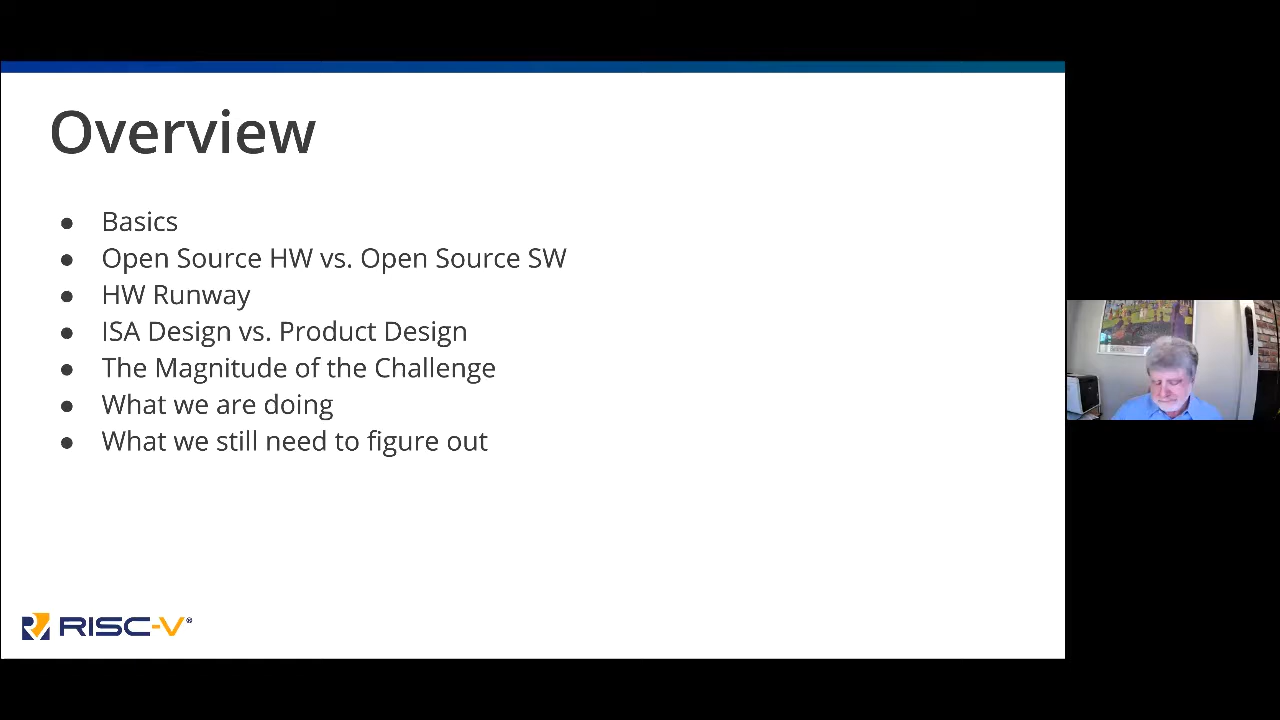 Overview
● Basics
● Open Source HW vs. Open Source SW
● HW Runway
● ISA Design vs. Product Design
● The Magnitude of the Challenge
● What we are doing
● What we still need to figure out
RISC-V®